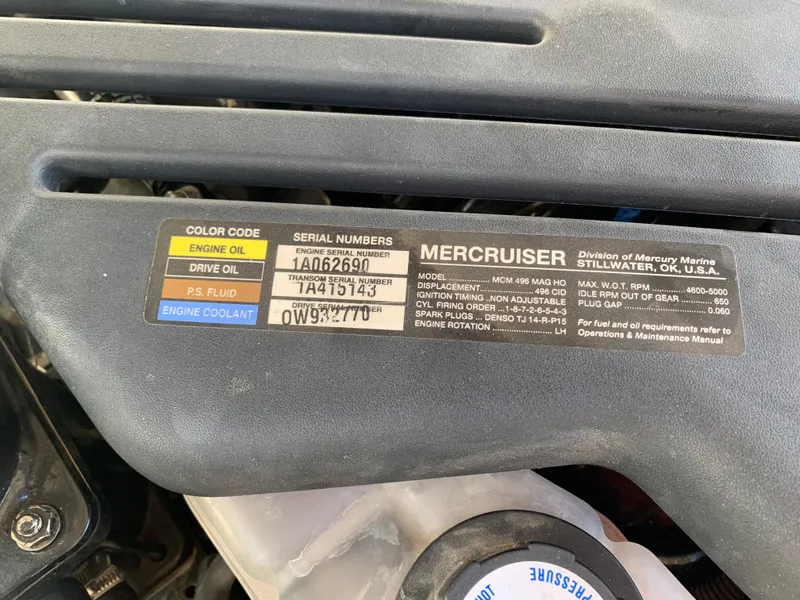 COLOR CODE
ENGINE OIL
DRIVE OIL
P.S. FLUID
ENGINE COOLANT
SERIAL NUMBERS
ENGINE SERIAL NUMBER
1A062690
TRANSOM SERIAL NUMBER
1A415143
DRIVE SERIAL NUMBER
0W932770
MERCRUISER
Division of Mercury Marine
STILLWATER, OK, U.S.A.
MODEL MCM 496 MAG HO
DISPLACEMENT 496 CID
IGNITION TIMING NON ADJUSTABLE
CYL. FIRING ORDER 1-8-7-2-6-5-4-3
SPARK PLUGS DENSO TJ 14-R-P15
ENGINE ROTATION LH
MAX. W.O.T. RPM 4600-5000
IDLE RPM OUT OF GEAR 650
PLUG GAP 0.060
For fuel and oil requirements refer to
Operations & Maintenance Manual
PRESSURE
HOT